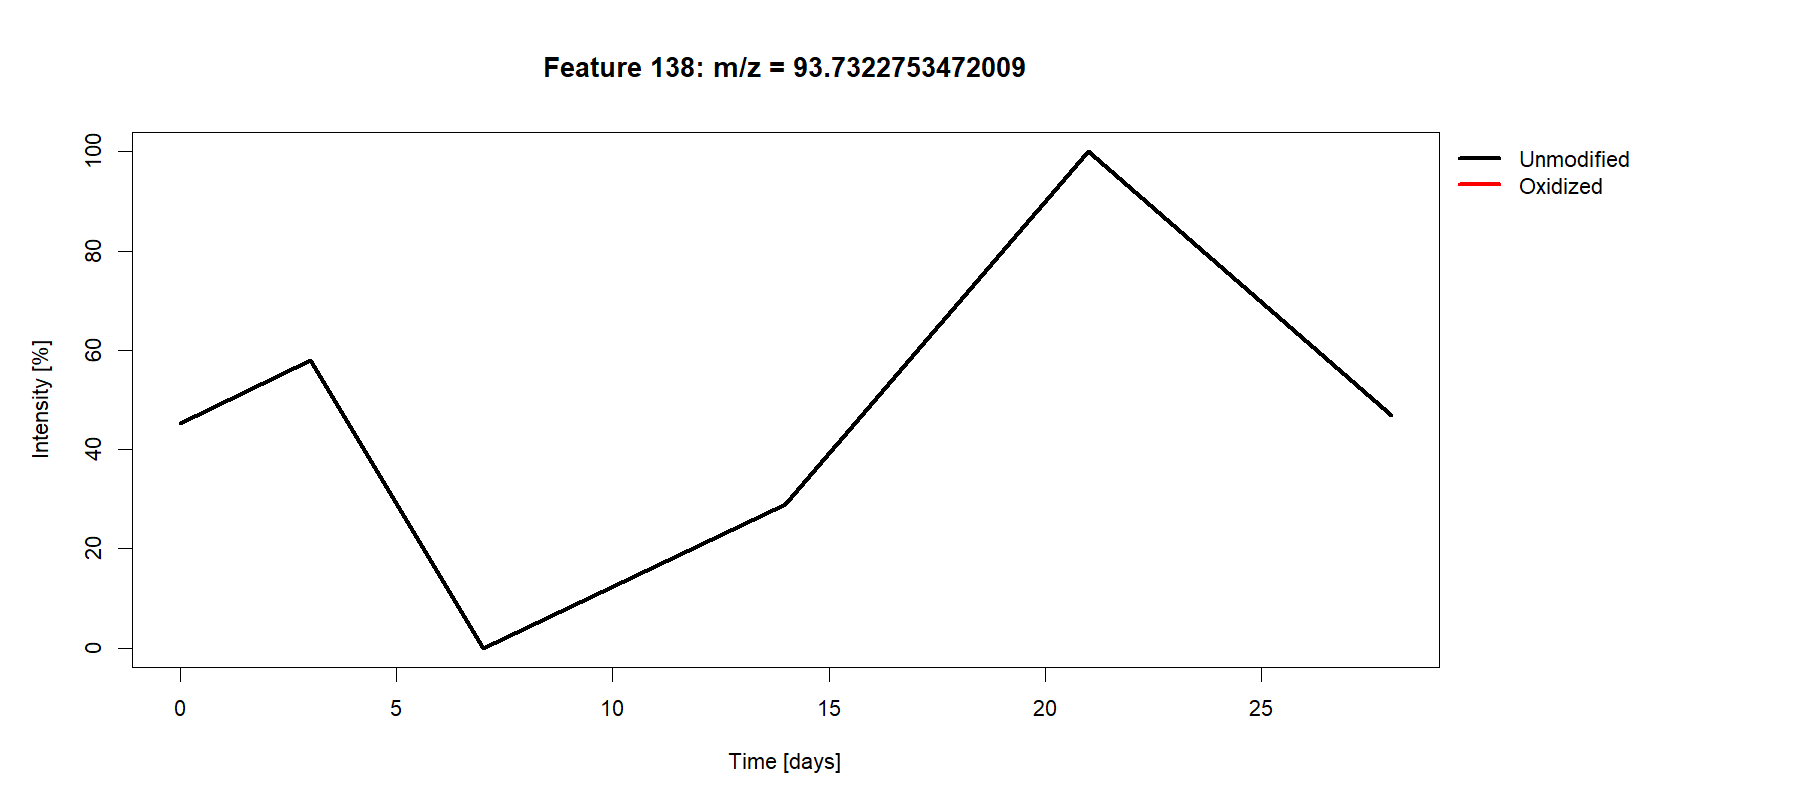 Feature 138: m/z = 93.7322753472009
Unmodified
Oxidized
Intensity [%]
100
80
60
40
20
0
0 5 10 15 20 25
Time [days]